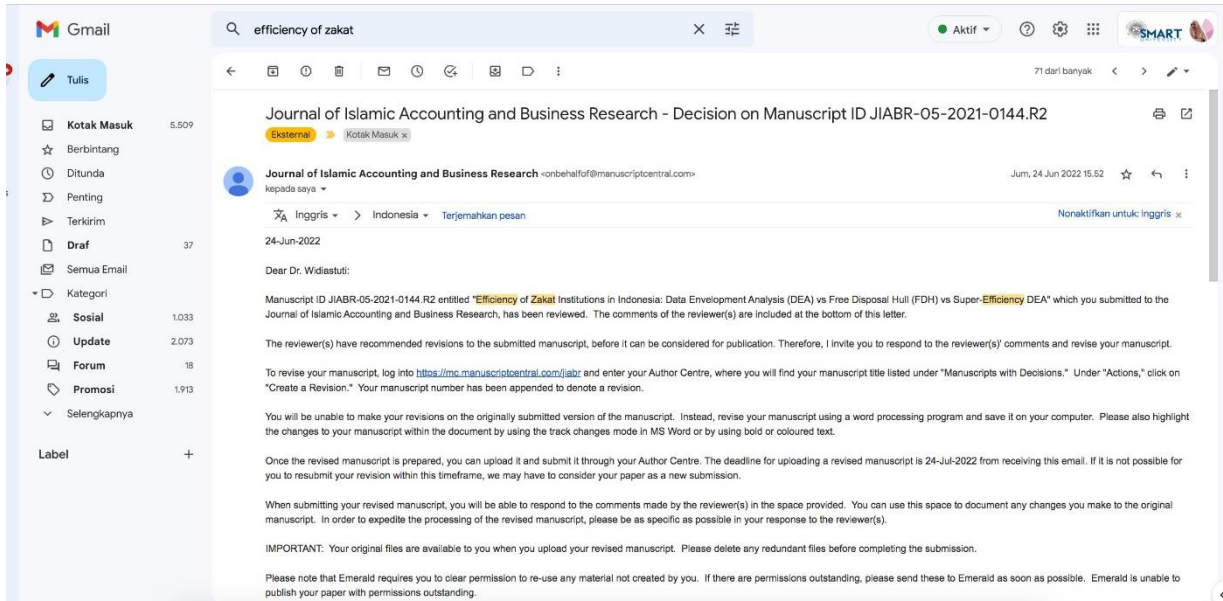 Gmail
efficiency of zakat
Aktif
SMART
Tulis
71 dari banyak
Kotak Masuk 5.509
Berbintang
Ditunda
Penting
Terkirim
Draf 37
Semua Email
Kategori
Sosial 1.033
Update 2.073
Forum 18
Promosi 1.913
Selengkapnya
Label
Journal of Islamic Accounting and Business Research - Decision on Manuscript ID JIABR-05-2021-0144.R2
Eksternal Kotak Masuk x
Journal of Islamic Accounting and Business Research <onbehalfof@manuscriptcentral.com>
Jum, 24 Jun 2022 15.52
kepada saya
Inggris > Indonesia Terjemahkan pesan
Nonaktifkan untuk: Inggris x
24-Jun-2022
Dear Dr. Widiastuti:
Manuscript ID JIABR-05-2021-0144.R2 entitled "Efficiency of Zakat Institutions in Indonesia: Data Envelopment Analysis (DEA) vs Free Disposal Hull (FDH) vs Super-Efficiency DEA" which you submitted to the
Journal of Islamic Accounting and Business Research, has been reviewed. The comments of the reviewer(s) are included at the bottom of this letter.
The reviewer(s) have recommended revisions to the submitted manuscript, before it can be considered for publication. Therefore, I invite you to respond to the reviewer(s)' comments and revise your manuscript.
To revise your manuscript, log into https://mc.manuscriptcentral.com/jiabr and enter your Author Centre, where you will find your manuscript title listed under "Manuscripts with Decisions." Under "Actions," click on
"Create a Revision." Your manuscript number has been appended to denote a revision.
You will be unable to make your revisions on the originally submitted version of the manuscript. Instead, revise your manuscript using a word processing program and save it on your computer. Please also highlight
the changes to your manuscript within the document by using the track changes mode in MS Word or by using bold or coloured text.
Once the revised manuscript is prepared, you can upload it and submit it through your Author Centre. The deadline for uploading a revised manuscript is 24-Jul-2022 from receiving this email. If it is not possible for
you to resubmit your revision within this timeframe, we may have to consider your paper as a new submission.
When submitting your revised manuscript, you will be able to respond to the comments made by the reviewer(s) in the space provided. You can use this space to document any changes you make to the original
manuscript. In order to expedite the processing of the revised manuscript, please be as specific as possible in your response to the reviewer(s).
IMPORTANT: Your original files are available to you when you upload your revised manuscript. Please delete any redundant files before completing the submission.
Please note that Emerald requires you to clear permission to re-use any material not created by you. If there are permissions outstanding, please send these to Emerald as soon as possible. Emerald is unable to
publish your paper with permissions outstanding.